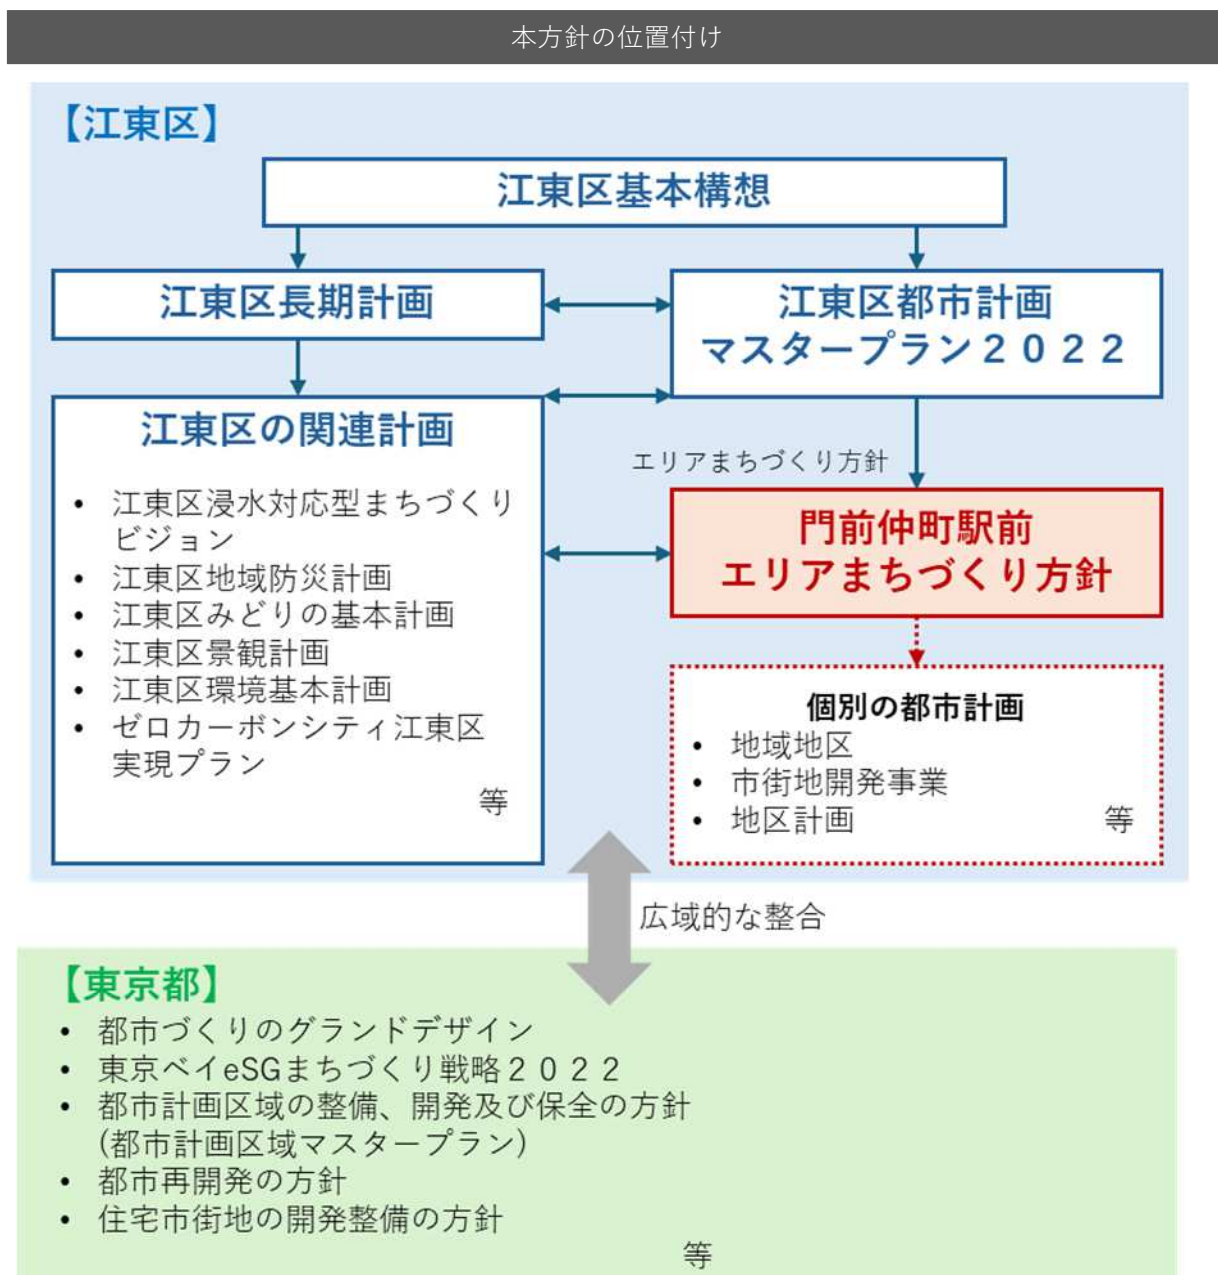 本方針の位置付け
【江東区】
江東区基本構想
江東区長期計画
江東区都市計画
マスタープラン２０２２
江東区の関連計画
• 江東区浸水対応型まちづくり
ビジョン
• 江東区地域防災計画
• 江東区みどりの基本計画
• 江東区景観計画
• 江東区環境基本計画
• ゼロカーボンシティ江東区
実現プラン
等
エリアまちづくり方針
門前仲町駅前
エリアまちづくり方針
個別の都市計画
• 地域地区
• 市街地開発事業
• 地区計画
等
広域的な整合
【東京都】
• 都市づくりのグランドデザイン
• 東京ベイeSGまちづくり戦略２０２２
• 都市計画区域の整備、開発及び保全の方針
(都市計画区域マスタープラン)
• 都市再開発の方針
• 住宅市街地の開発整備の方針
等